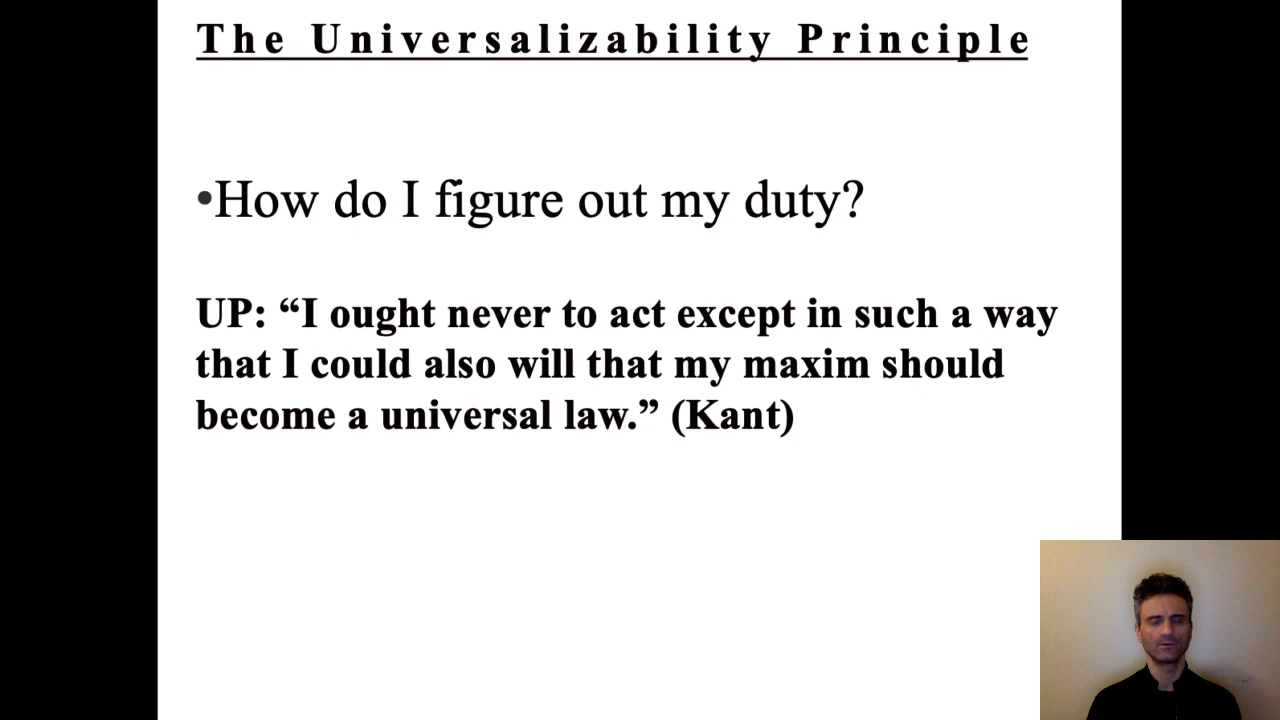 The Universalizability Principle
•How do I figure out my duty?
UP: “I ought never to act except in such a way
that I could also will that my maxim should
become a universal law.” (Kant)